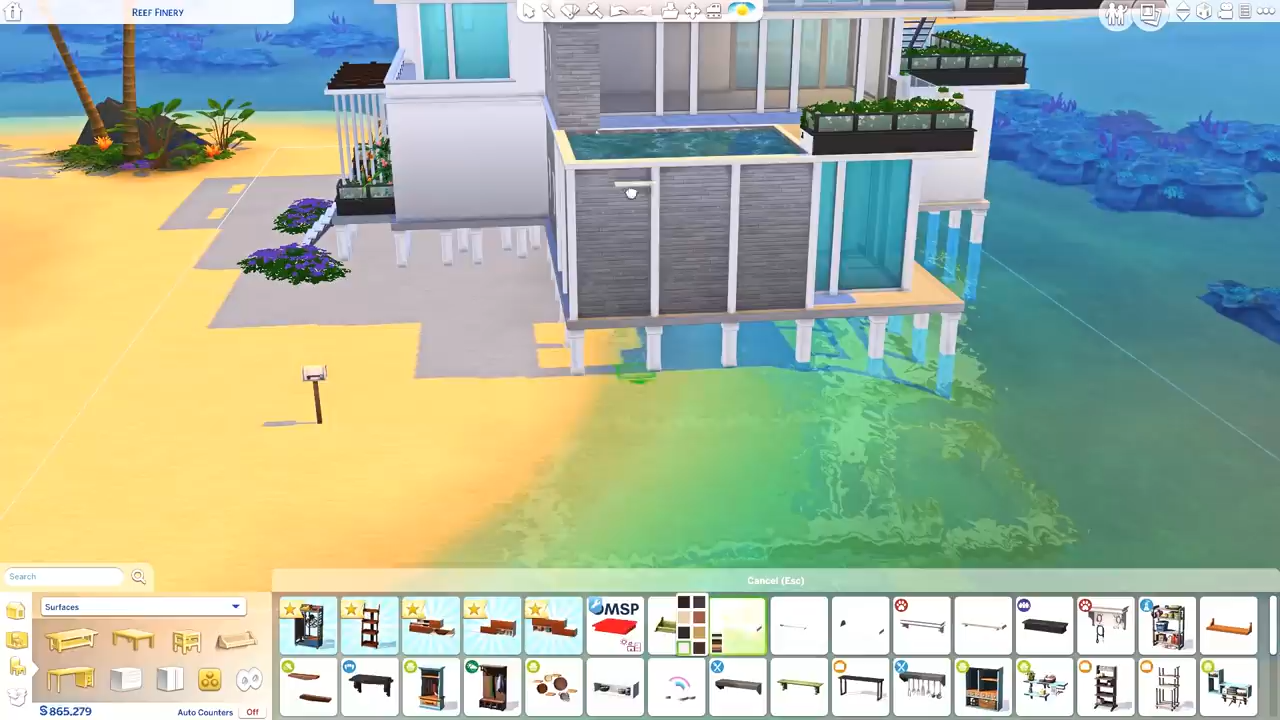 REEF FINERY
Cancel (Esc)
Search
Surfaces
MSP
§865,279
Auto Counters
Off